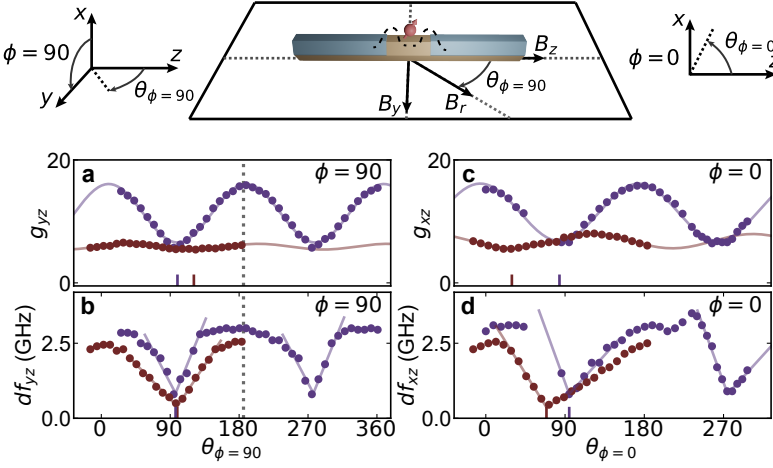 x
ϕ = 90
z
y
θϕ=90
Bz
θϕ=90
By
Br
x
ϕ = 0
θϕ=0
z
a
ϕ = 90
20
gyz
0
c
ϕ = 0
20
gxz
0
b
ϕ = 90
dfyz (GHz)
2.5
0.0
0 90 180 270 360
θϕ=90
d
ϕ = 0
dfxz (GHz)
2.5
0.0
0 90 180 270
θϕ=0